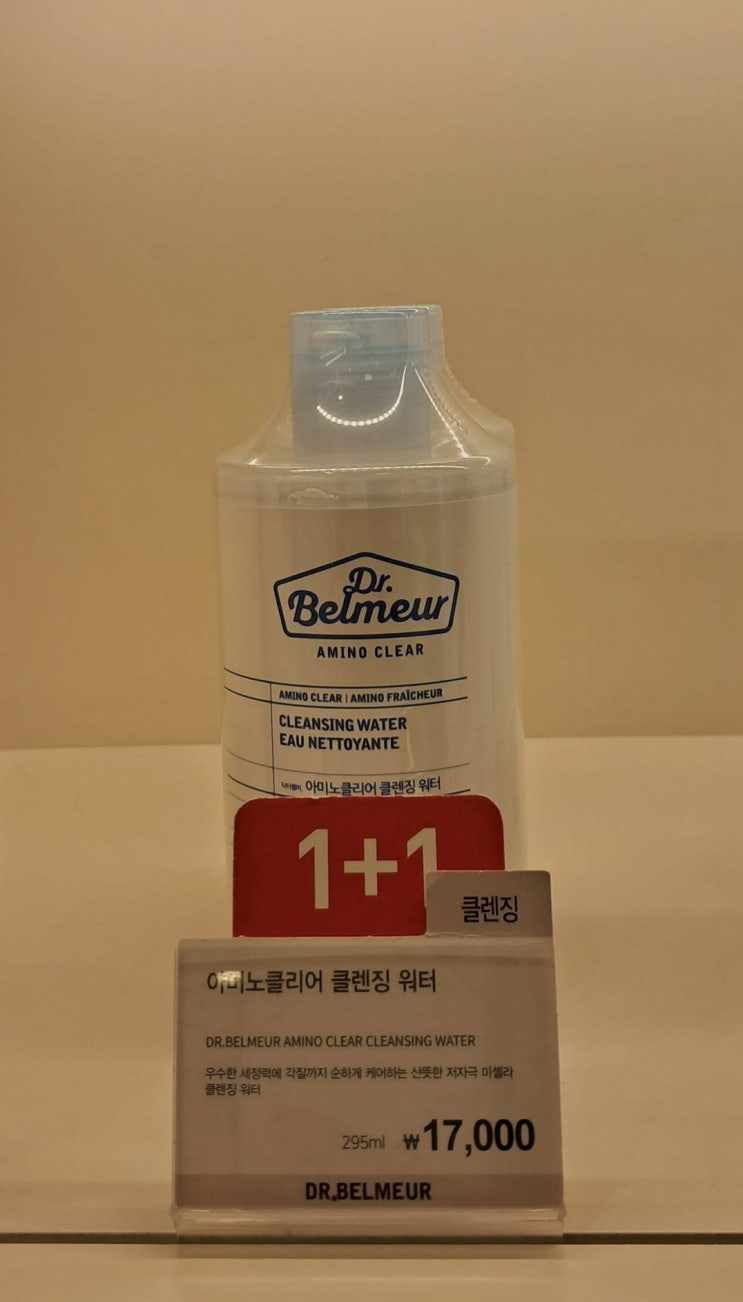 Dr.
Belmeur
AMINO CLEAR
AMINO CLEAR | AMINO FRAÎCHEUR
CLEANSING WATER
EAU NETTOYANTE
닥터벨머 아미노클리어 클렌징 워터
1+1
클렌징
아미노클리어 클렌징 워터
DR.BELMEUR AMINO CLEAR CLEANSING WATER
우수한 세정력에 각질까지 순하게 케어하는 산뜻한 저자극 미셀라
클렌징 워터
295ml ₩17,000
DR.BELMEUR